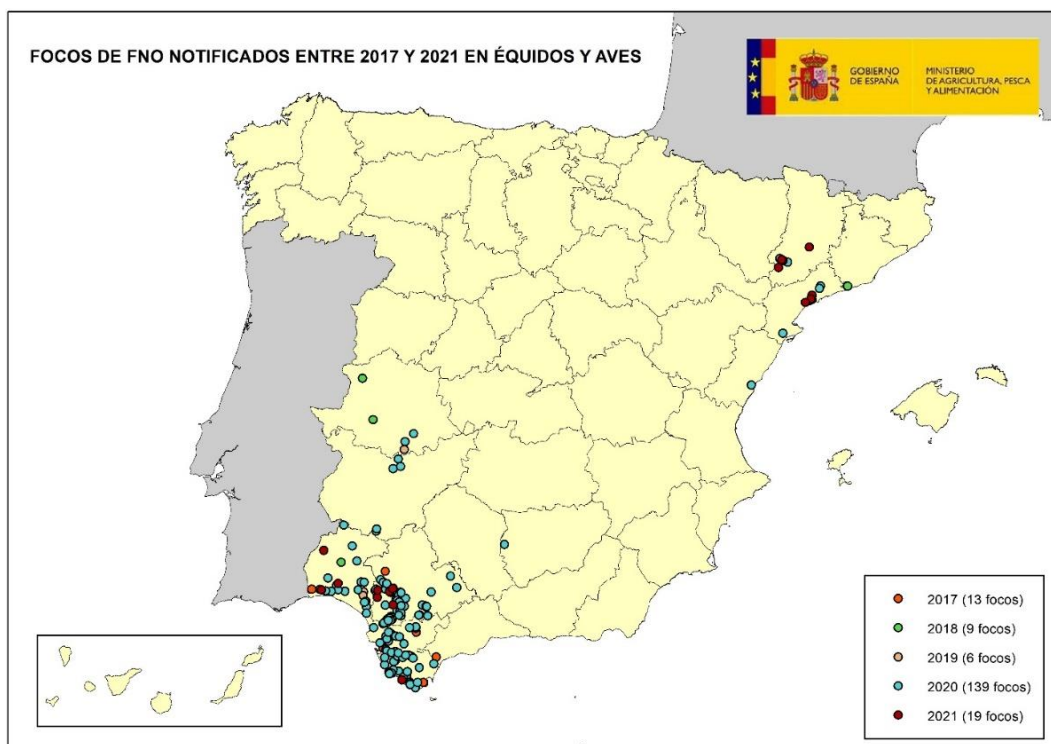 FOCOS DE FNO NOTIFICADOS ENTRE 2017 Y 2021 EN ÉQUIDOS Y AVES
GOBIERNO
DE ESPAÑA
MINISTERIO
DE AGRICULTURA, PESCA
Y ALIMENTACIÓN
2017 (13 focos)
2018 (9 focos)
2019 (6 focos)
2020 (139 focos)
2021 (19 focos)